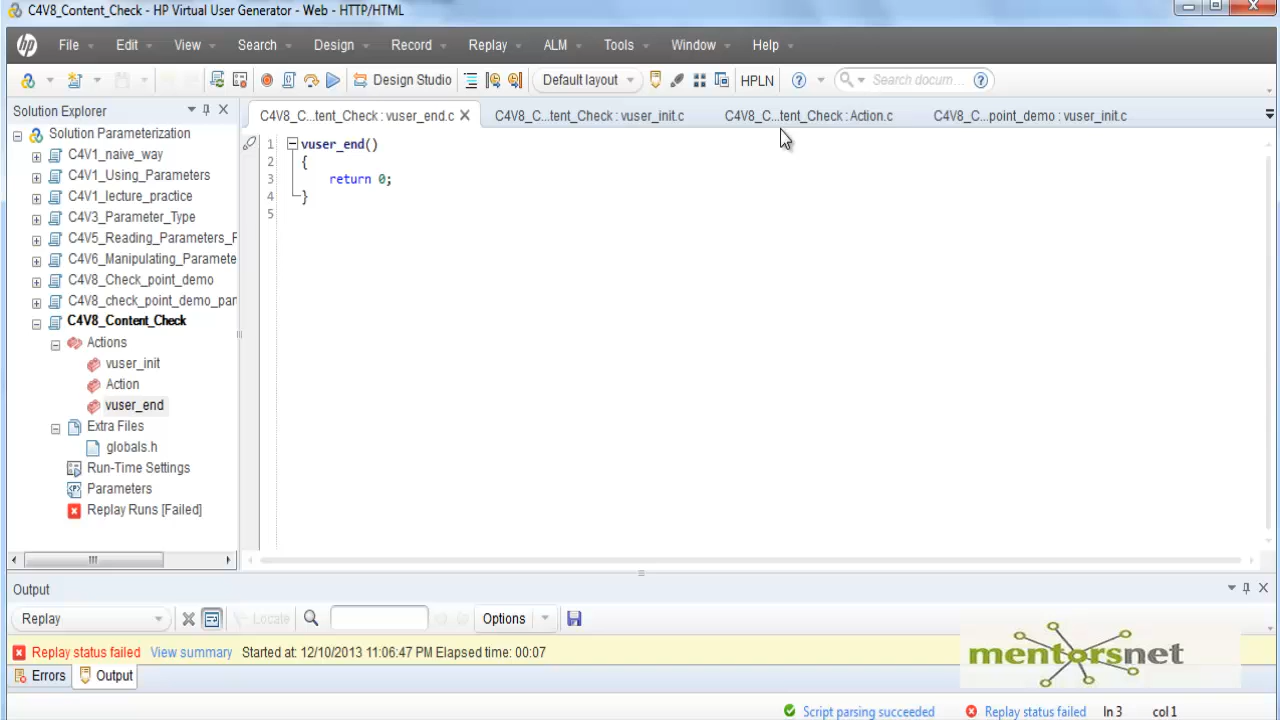 C4V8_Content_Check - HP Virtual User Generator - Web - HTTP/HTML
hp File Edit View Search Design Record Replay ALM Tools Window Help
Design Studio Default layout HPLN ? Search docum... ?
Solution Explorer
C4V8_C...tent_Check : vuser_end.c
C4V8_C...tent_Check : vuser_init.c
C4V8_C...tent_Check : Action.c
C4V8_C...point_demo : vuser_init.c
Solution Parameterization
C4V1_naive_way
C4V1_Using_Parameters
C4V1_lecture_practice
C4V3_Parameter_Type
C4V5_Reading_Parameters_F
C4V6_Manipulating_Paramete
C4V8_Check_point_demo
C4V8_check_point_demo_par
C4V8_Content_Check
Actions
vuser_init
Action
vuser_end
Extra Files
globals.h
Run-Time Settings
Parameters
Replay Runs [Failed]
1 vuser_end()
2 {
3 return 0;
4 }
5
Output
Replay Locate Options
Replay status failed View summary Started at: 12/10/2013 11:06:47 PM Elapsed time: 00:07
mentorsnet
Errors Output
Script parsing succeeded Replay status failed ln 3 col 1